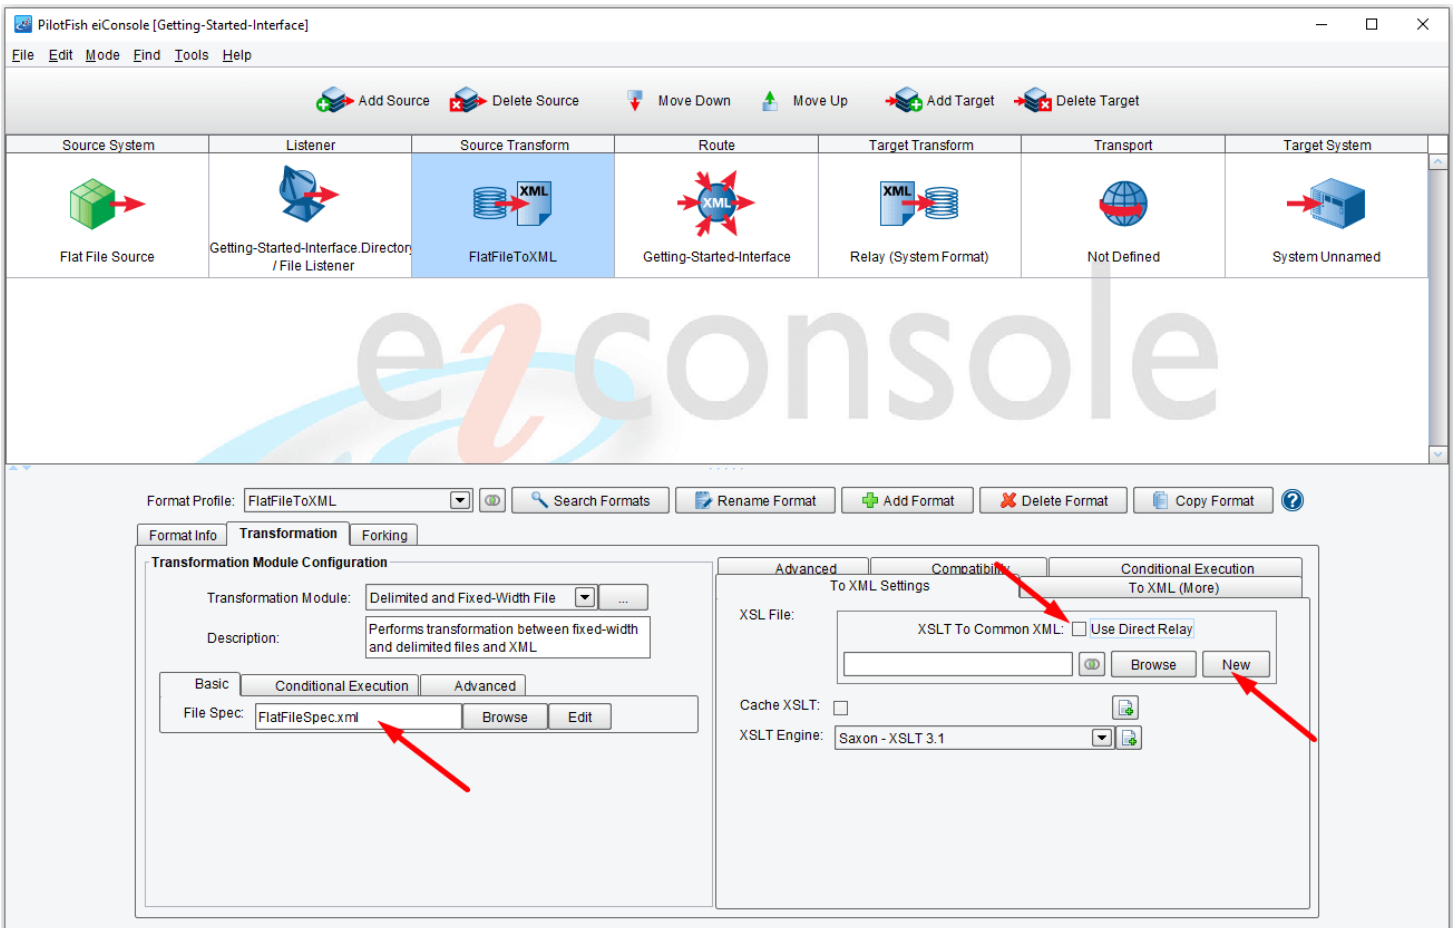 PilotFish eiConsole [Getting-Started-Interface]
File Edit Mode Find Tools Help
Add Source Delete Source Move Down Move Up Add Target Delete Target
Source System Listener Source Transform Route Target Transform Transport Target System
XML XML XML
Flat File Source
Getting-Started-Interface.Directory
/ File Listener
FlatFileToXML
Getting-Started-Interface
Relay (System Format)
Not Defined
System Unnamed
eiconsole
Format Profile: FlatFileToXML Search Formats Rename Format Add Format Delete Format Copy Format ?
Format Info Transformation Forking
Transformation Module Configuration
Transformation Module: Delimited and Fixed-Width File ...
Description: Performs transformation between fixed-width
and delimited files and XML
Basic Conditional Execution Advanced
File Spec: FlatFileSpec.xml Browse Edit
Advanced Compatibility Conditional Execution
To XML Settings To XML (More)
XSL File:
XSLT To Common XML: Use Direct Relay
Browse New
Cache XSLT:
XSLT Engine: Saxon - XSLT 3.1